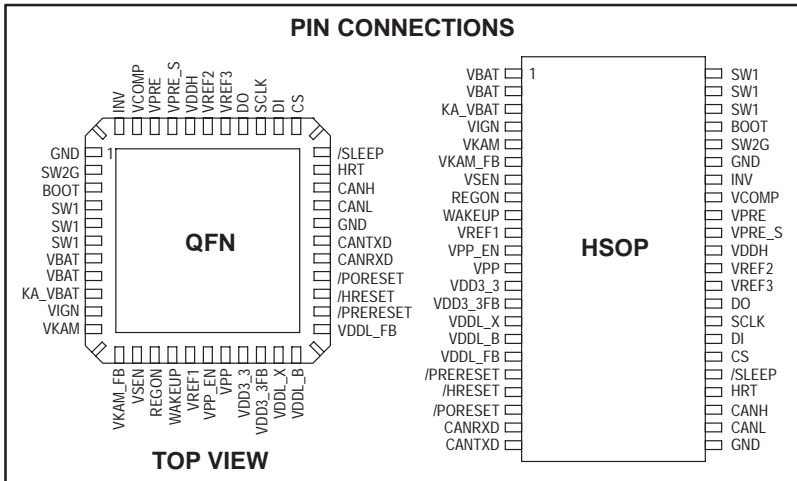 PIN CONNECTIONS
INV
VCOMP
VPRE
VPRE_S
VDDH
VREF2
VREF3
DO
SCLK
DI
CS
GND
SW2G
BOOT
SW1
SW1
SW1
VBAT
VBAT
KA_VBAT
VIGN
VKAM
1
QFN
/SLEEP
HRT
CANH
CANL
GND
CANTXD
CANRXD
/PORESET
/HRESET
/PRERESET
VDDL_FB
VKAM_FB
VSEN
REGON
WAKEUP
VREF1
VPP_EN
VPP
VDD3_3
VDD3_3FB
VDDL_X
VDDL_B
TOP VIEW
VBAT
VBAT
KA_VBAT
VIGN
VKAM
VKAM_FB
VSEN
REGON
WAKEUP
VREF1
VPP_EN
VPP
VDD3_3
VDD3_3FB
VDDL_X
VDDL_B
VDDL_FB
/PRERESET
/HRESET
/PORESET
CANRXD
CANTXD
1
HSOP
SW1
SW1
SW1
BOOT
SW2G
GND
INV
VCOMP
VPRE
VPRE_S
VDDH
VREF2
VREF3
DO
SCLK
DI
CS
/SLEEP
HRT
CANH
CANL
GND